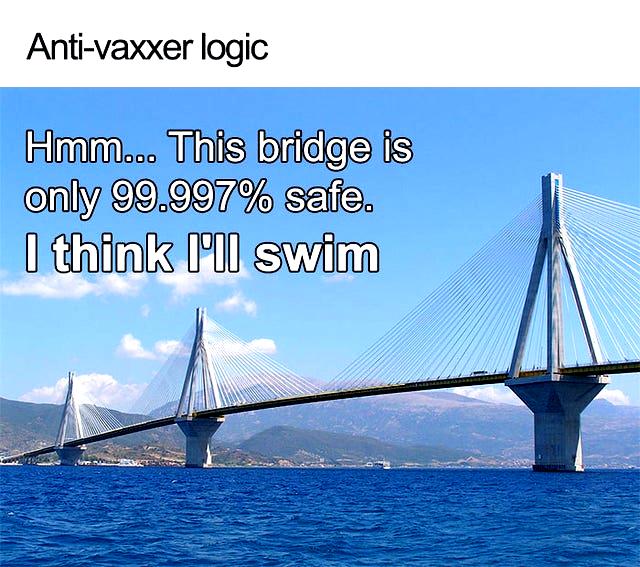 Anti-vaxxer logic
Hmm... This bridge is
only 99.997% safe.
I think I'll swim